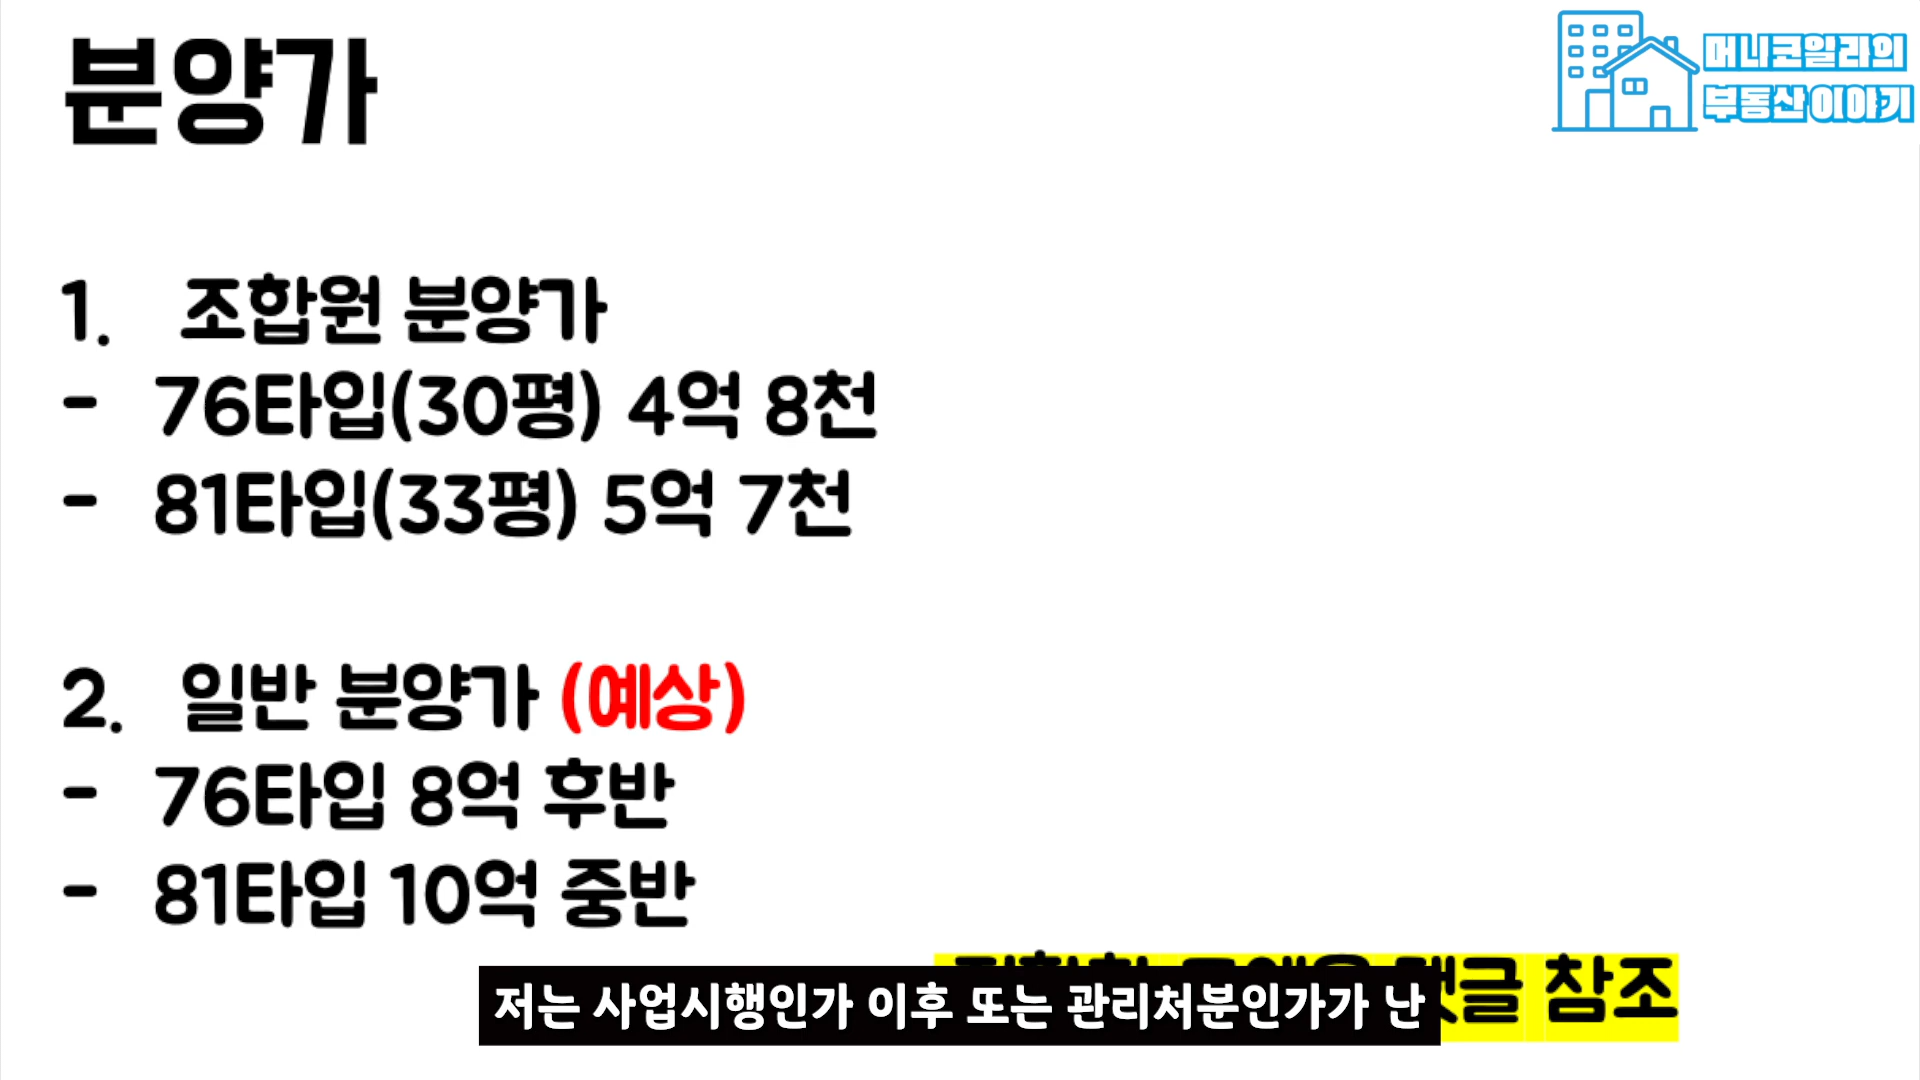 분양가
머니코일라의
부동산 이야기
1. 조합원 분양가
- 76타입(30평) 4억 8천
- 81타입(33평) 5억 7천
2. 일반 분양가 (예상)
- 76타입 8억 후반
- 81타입 10억 중반
참조
저는 사업시행인가 이후 또는 관리처분인가가 난